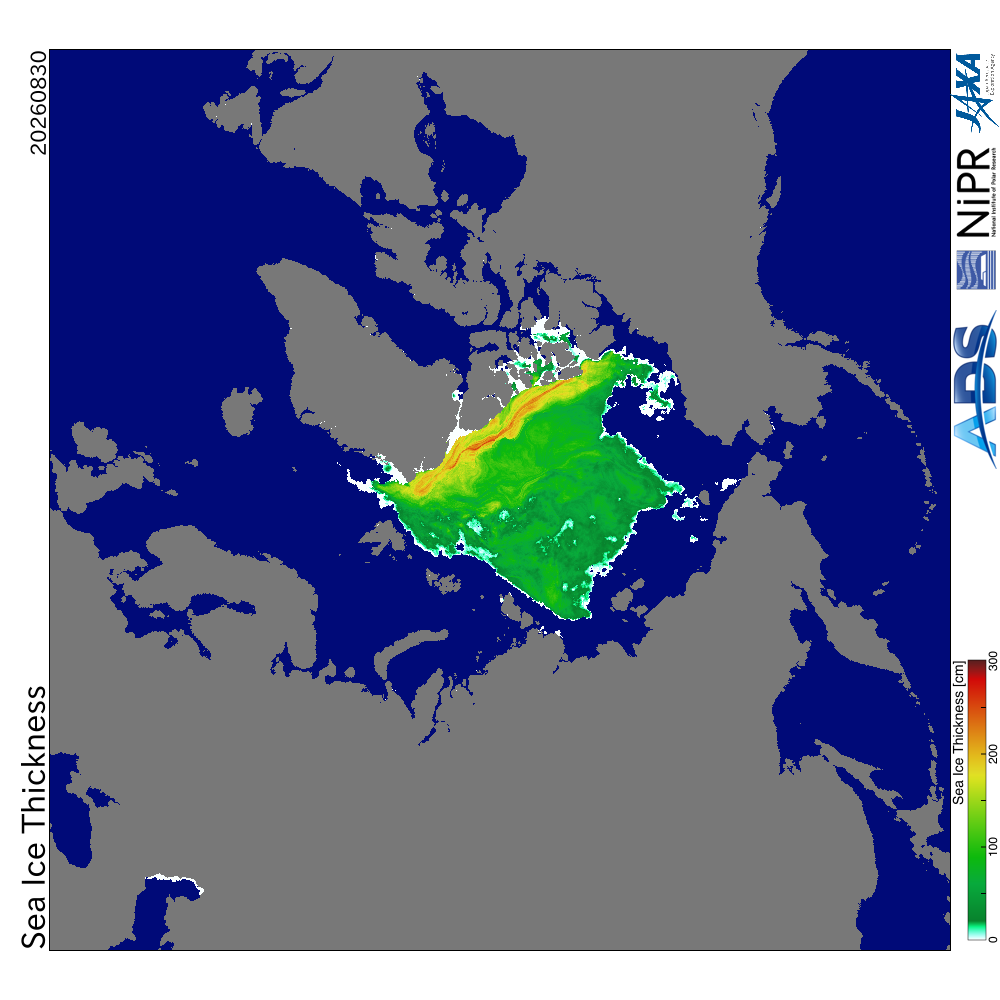 Sea Ice Thickness
20260830
Sea Ice Thickness [cm]
0
100
200
300
ADS
NiPR
National Institute of Polar Research
JAXA